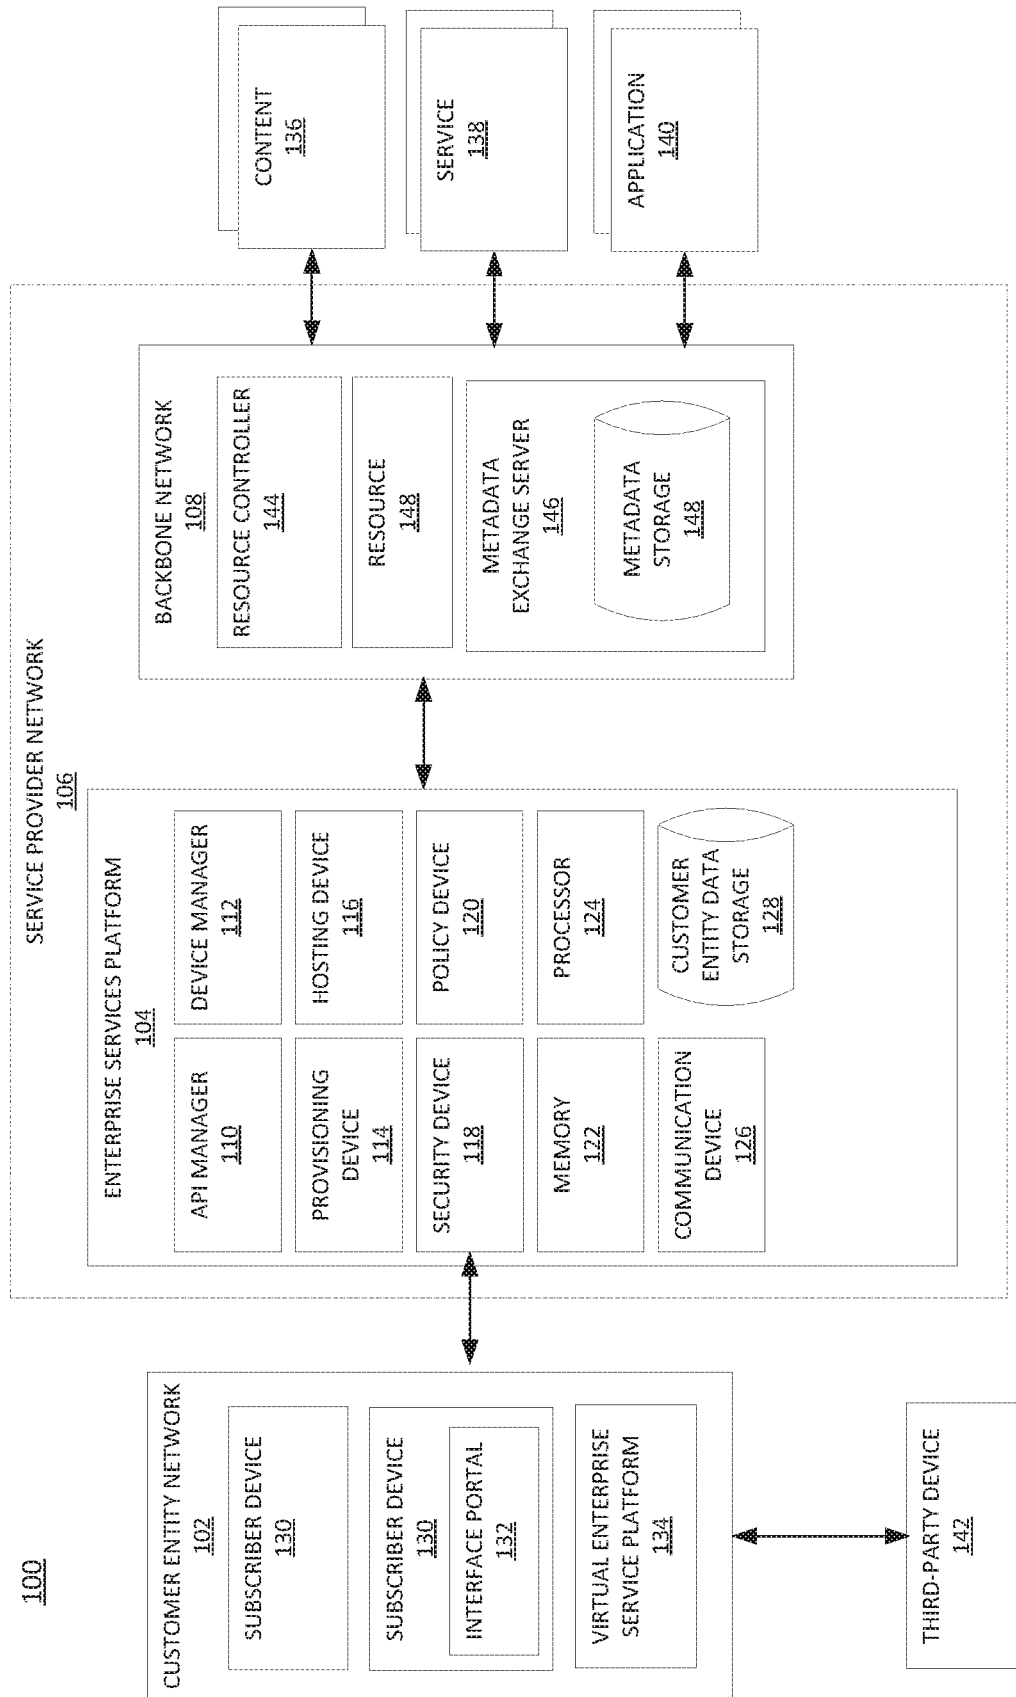 100
CUSTOMER ENTITY NETWORK
102
SUBSCRIBER DEVICE
130
SUBSCRIBER DEVICE
130
INTERFACE PORTAL
132
VIRTUAL ENTERPRISE
SERVICE PLATFORM
134
THIRD-PARTY DEVICE
142
SERVICE PROVIDER NETWORK
106
ENTERPRISE SERVICES PLATFORM
104
API MANAGER
110
DEVICE MANAGER
112
PROVISIONING
DEVICE
114
HOSTING DEVICE
116
SECURITY DEVICE
118
POLICY DEVICE
120
MEMORY
122
PROCESSOR
124
COMMUNICATION
DEVICE
126
CUSTOMER
ENTITY DATA
STORAGE
128
BACKBONE NETWORK
108
RESOURCE CONTROLLER
144
RESOURCE
148
METADATA
EXCHANGE SERVER
146
METADATA
STORAGE
148
CONTENT
136
SERVICE
138
APPLICATION
140